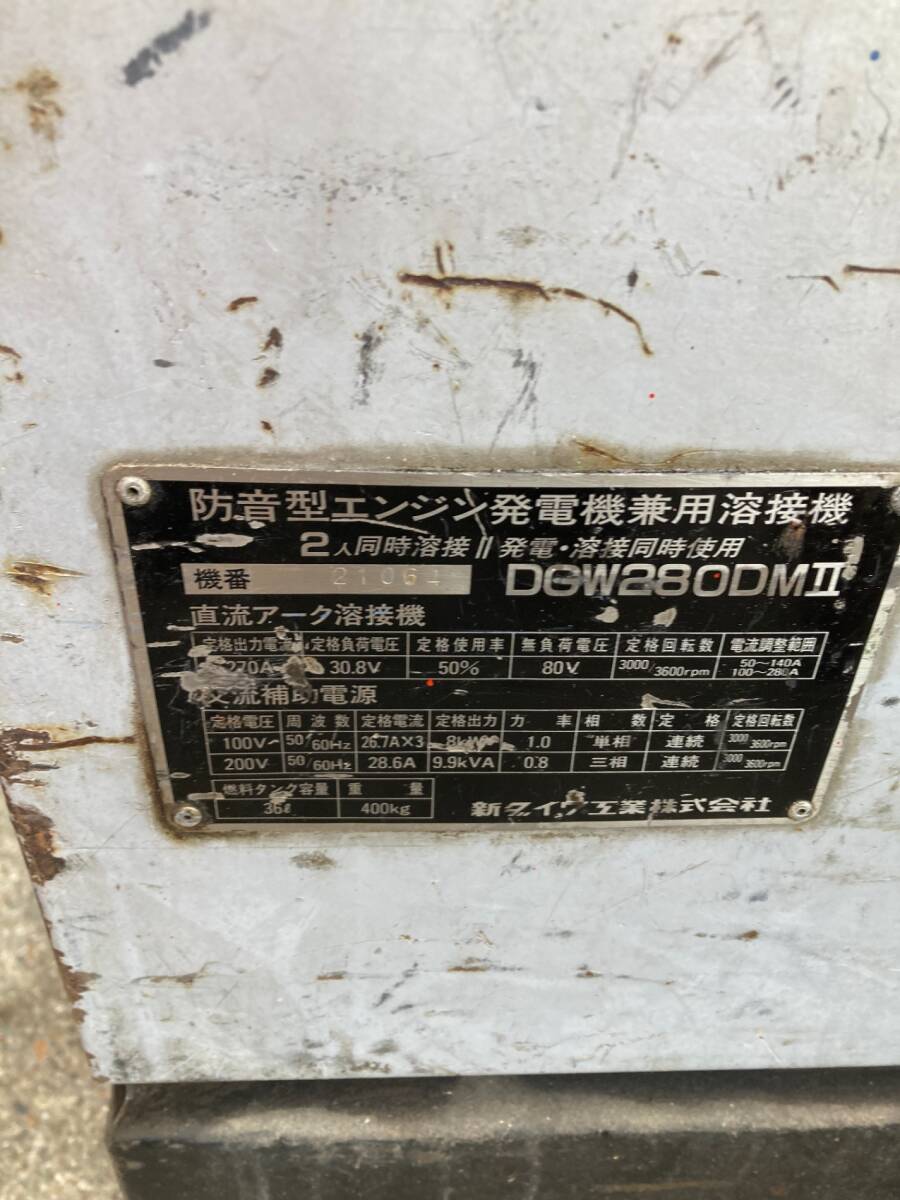 防音型エンジン発電機兼用溶接機
2人同時溶接 II 発電・溶接同時使用
機番 21064 DGW280DMII
直流アーク溶接機
定格出力電流 定格負荷電圧 定格使用率 無負荷電圧 定格回転数 電流調整範囲
270A 30.8V 50% 80V 3000/3600rpm 50～140A 100～280A
交流補助電源
定格電圧 周波数 定格電流 定格出力 力率 相数 定格 定格回転数
100V 50/60Hz 26.7A×3 8kW 1.0 単相 連続 3000/3600rpm
200V 50/60Hz 28.6A 9.9kVA 0.8 三相 連続 3000/3600rpm
燃料タンク容量 重量
36ℓ 400kg
新ダイワ工業株式会社